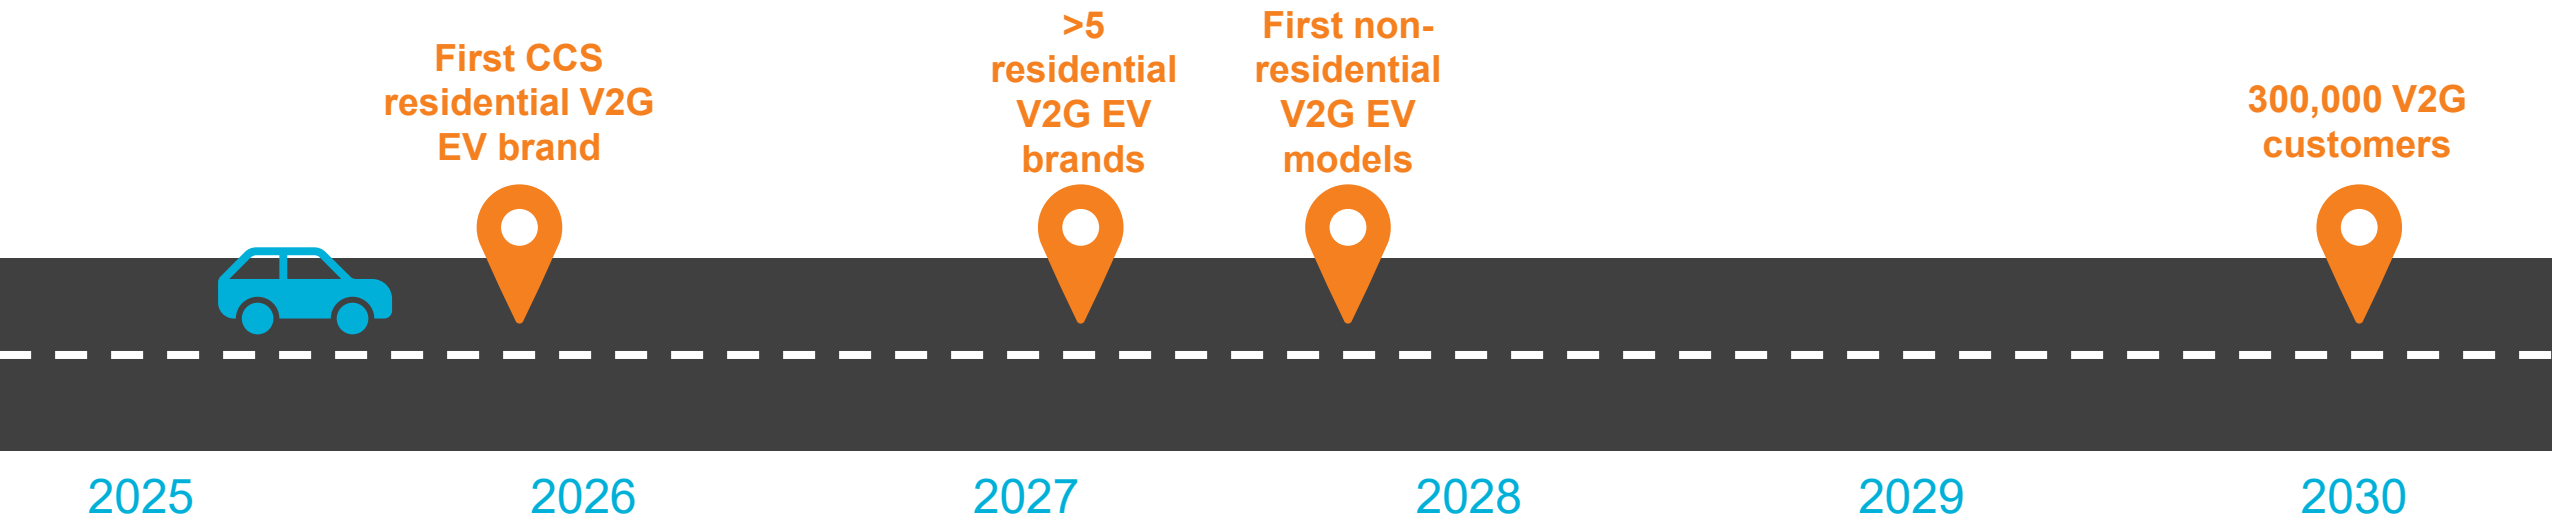 First CCS
residential V2G
EV brand
>5
residential
V2G EV
brands
First non-
residential
V2G EV
models
300,000 V2G
customers
2025
2026
2027
2028
2029
2030